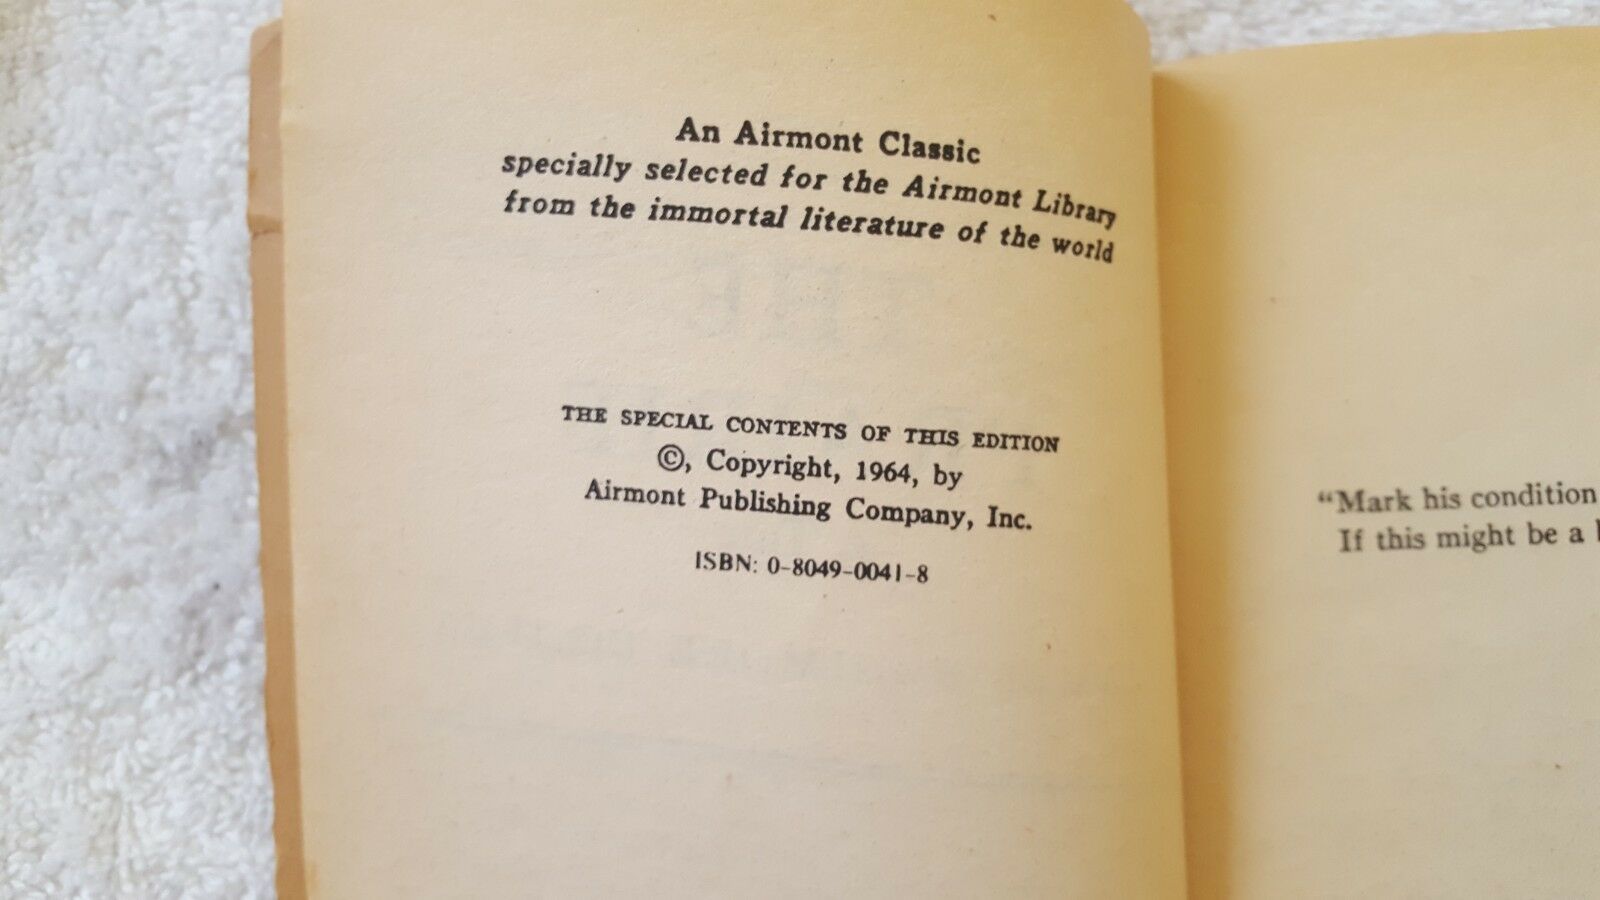 An Airmont Classic
specially selected for the Airmont Library
from the immortal literature of the world
THE SPECIAL CONTENTS OF THIS EDITION
©, Copyright, 1964, by
Airmont Publishing Company, Inc.
ISBN: 0-8049-0041-8
“Mark his condition
If this might be a